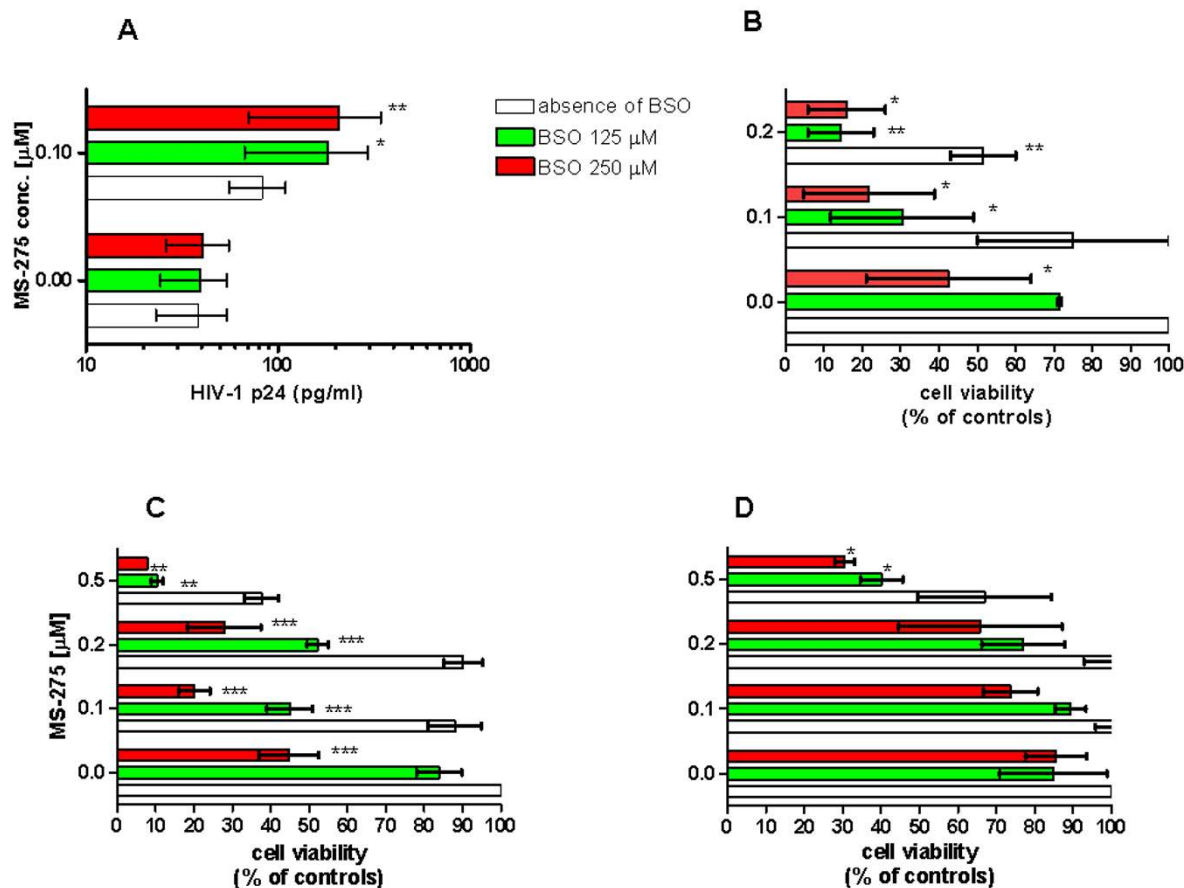 A
B
**
*
0.10
0.00
MS-275 conc. [µM]
10
100
1000
HIV-1 p24 (pg/ml)
absence of BSO
BSO 125 µM
BSO 250 µM
*
**
**
0.2
*
*
0.1
*
0.0
0 10 20 30 40 50 60 70 80 90 100
cell viability
(% of controls)
C
D
**
**
0.5
***
***
0.2
***
***
0.1
***
0.0
MS-275 [µM]
0 10 20 30 40 50 60 70 80 90 100
cell viability
(% of controls)
*
*
0.5
0.2
0.1
0.0
0 10 20 30 40 50 60 70 80 90 100
cell viability
(% of controls)